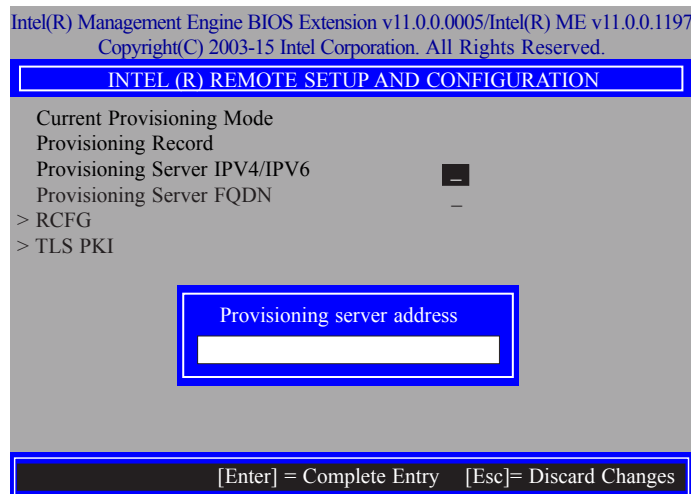 Intel(R) Management Engine BIOS Extension v11.0.0.0005/Intel(R) ME v11.0.0.1197
Copyright(C) 2003-15 Intel Corporation. All Rights Reserved.
INTEL (R) REMOTE SETUP AND CONFIGURATION
Current Provisioning Mode
Provisioning Record
Provisioning Server IPV4/IPV6 _
Provisioning Server FQDN _
> RCFG
> TLS PKI
Provisioning server address
[Enter] = Complete Entry [Esc]= Discard Changes